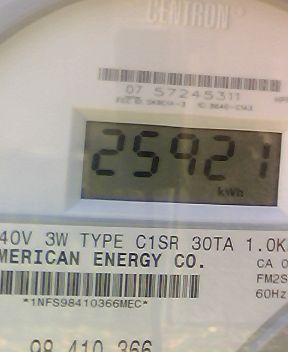 CENTRON
07 57245311
25921
kWh
40V 3W TYPE C1SR 30TA 1.0K
MERICAN ENERGY CO.
CA 0
FM2S
60Hz
*1NFS98410366MEC*
98 410 366